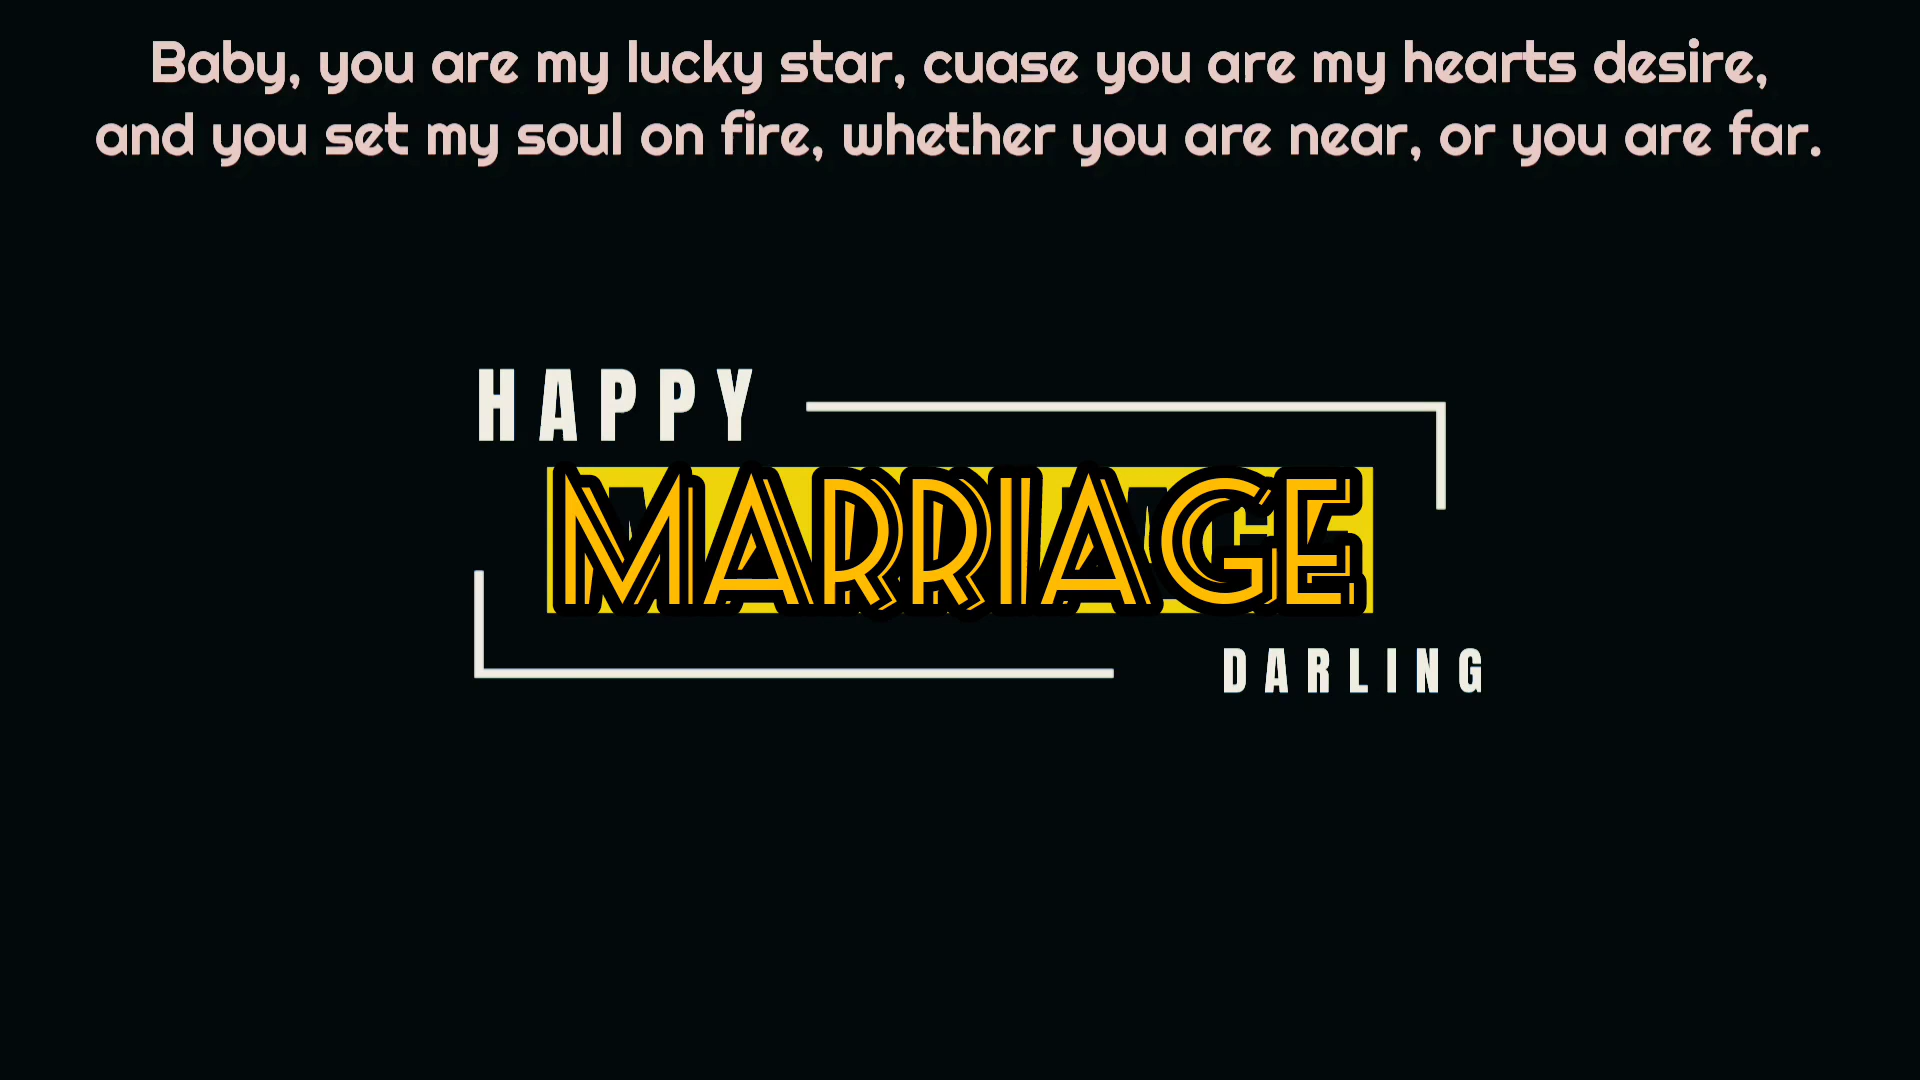 Baby, you are my lucky star, cuase you are my hearts desire,
and you set my soul on fire, whether you are near, or you are far.
HAPPY
MARRIAGE
DARLING